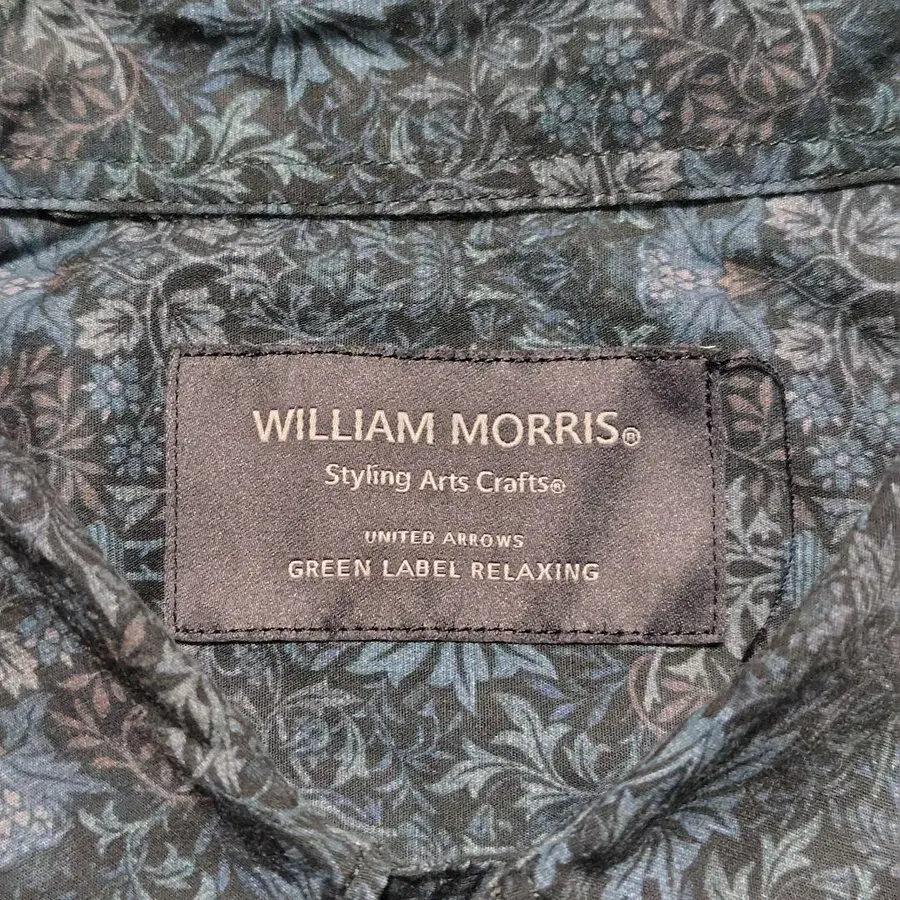 WILLIAM MORRIS®
Styling Arts Crafts®
UNITED ARROWS
GREEN LABEL RELAXING